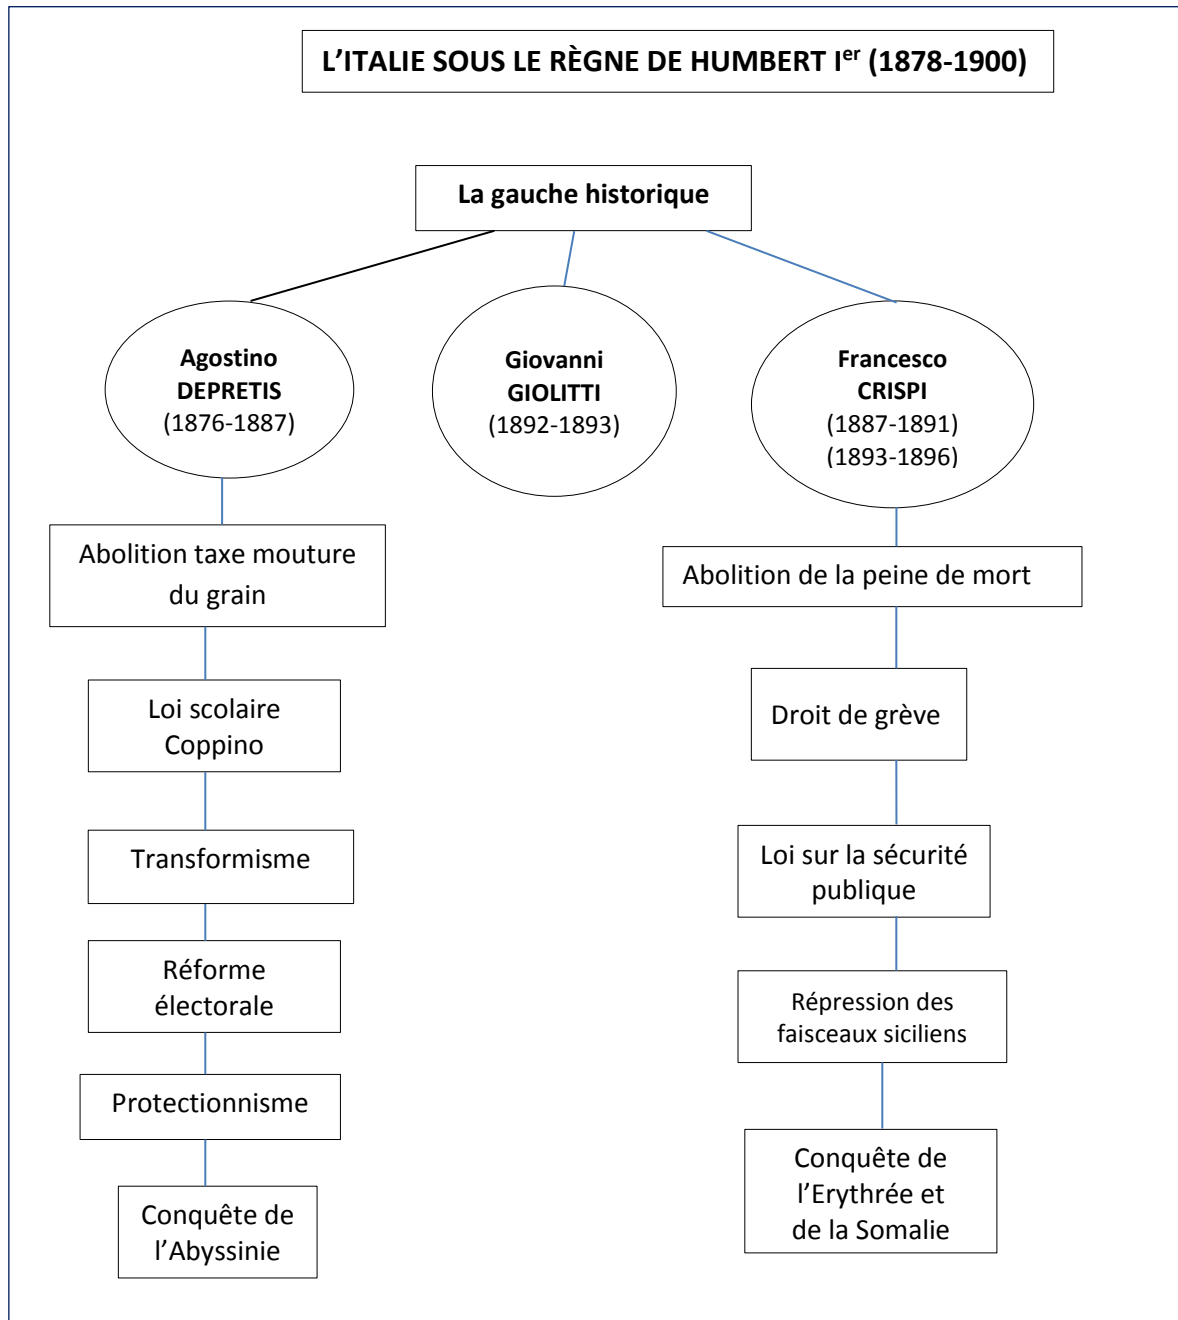 L’ITALIE SOUS LE RÈGNE DE HUMBERT Ier (1878-1900)
La gauche historique
Agostino
DEPRETIS
(1876-1887)
Giovanni
GIOLITTI
(1892-1893)
Francesco
CRISPI
(1887-1891)
(1893-1896)
Abolition taxe mouture
du grain
Loi scolaire
Coppino
Transformisme
Réforme
électorale
Protectionnisme
Conquête de
l’Abyssinie
Abolition de la peine de mort
Droit de grève
Loi sur la sécurité
publique
Répression des
faisceaux siciliens
Conquête de
l’Erythrée et
de la Somalie